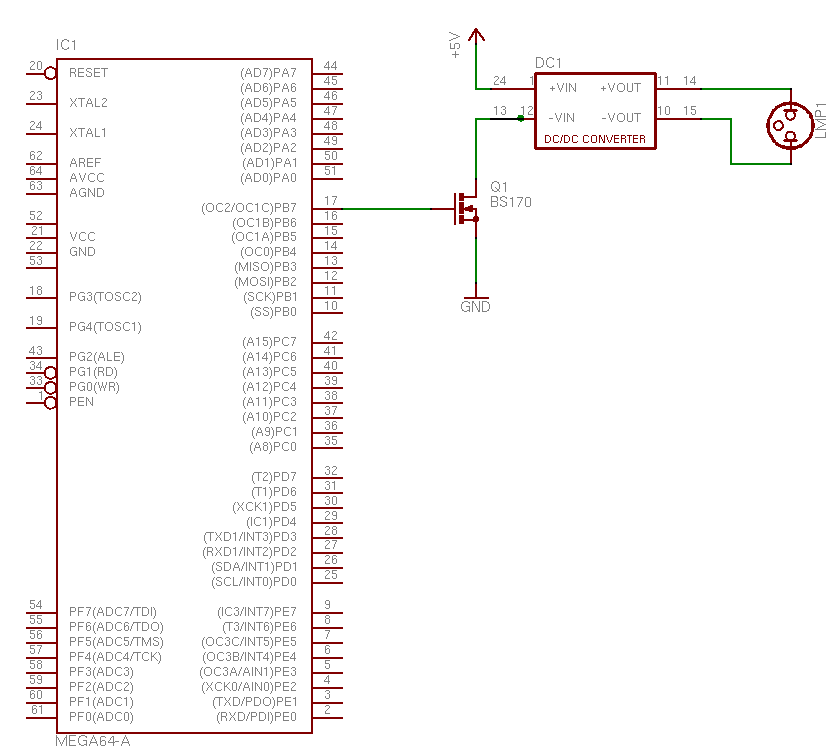 IC1
20 RESET (AD7)PA7 44
(AD6)PA6 45
23 XTAL2 (AD5)PA5 46
(AD4)PA4 47
24 XTAL1 (AD3)PA3 48
(AD2)PA2 49
62 AREF (AD1)PA1 50
64 AVCC (AD0)PA0 51
63 AGND
(OC2/OC1C)PB7 17
52 (OC1B)PB6 16
21 VCC (OC1A)PB5 15
22 GND (OC0)PB4 14
53 (MISO)PB3 13
(MOSI)PB2 12
18 PG3(TOSC2) (SCK)PB1 11
(SS)PB0 10
19 PG4(TOSC1)
(A15)PC7 42
43 PG2(ALE) (A14)PC6 41
34 PG1(RD) (A13)PC5 40
33 PG0(WR) (A12)PC4 39
1 PEN (A11)PC3 38
(A10)PC2 37
(A9)PC1 36
(A8)PC0 35
(T2)PD7 32
(T1)PD6 31
(XCK1)PD5 30
(IC1)PD4 29
(TXD1/INT3)PD3 28
(RXD1/INT2)PD2 27
(SDA/INT1)PD1 26
(SCL/INT0)PD0 25
54 PF7(ADC7/TDI) (IC3/INT7)PE7 9
55 PF6(ADC6/TDO) (T3/INT6)PE6 8
56 PF5(ADC5/TMS) (OC3C/INT5)PE5 7
57 PF4(ADC4/TCK) (OC3B/INT4)PE4 6
58 PF3(ADC3) (OC3A/AIN1)PE3 5
59 PF2(ADC2) (XCK0/AIN0)PE2 4
60 PF1(ADC1) (TXD/PDO)PE1 3
61 PF0(ADC0) (RXD/PDI)PE0 2
MEGA64-A
+5V
DC1
24 1 +VIN +VOUT 11 14
13 12 -VIN -VOUT 10 15
DC/DC CONVERTER
LMP1
Q1
BS170
GND